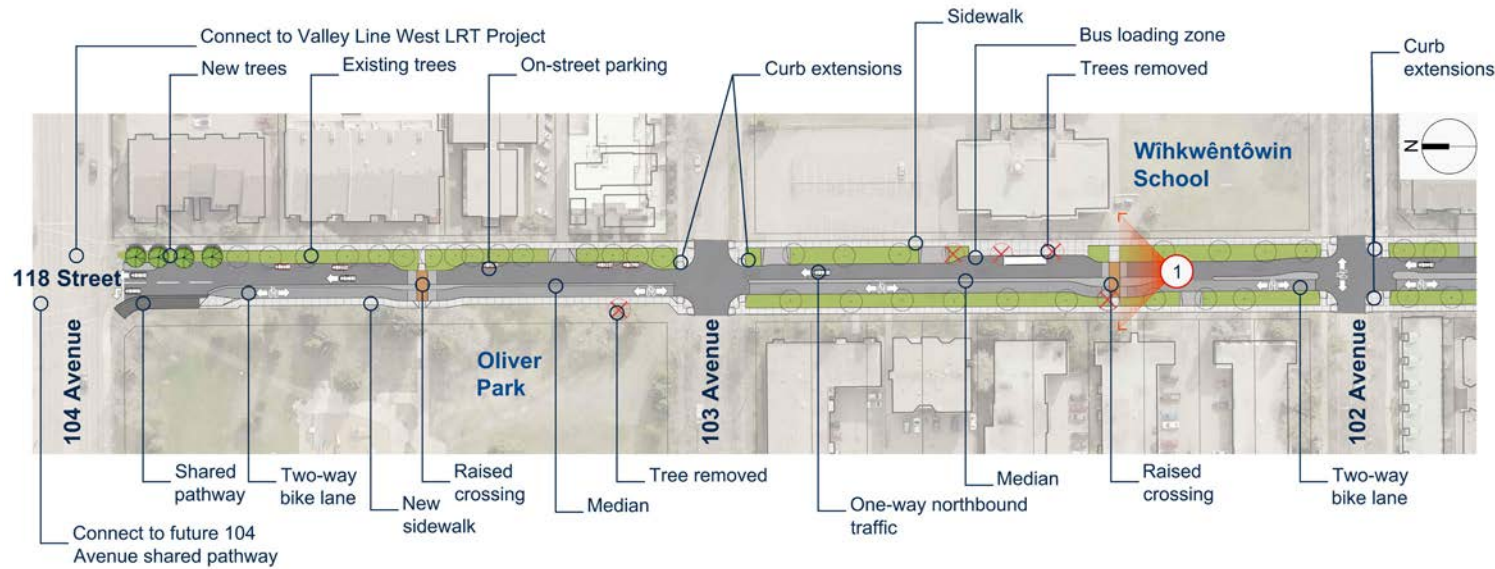 Sidewalk
Connect to Valley Line West LRT Project
Bus loading zone
Curb
extensions
New trees
Existing trees
On-street parking
Curb extensions
Trees removed
N
Wîhkwêntôwin
School
1
118 Street
104 Avenue
Oliver
Park
103 Avenue
102 Avenue
Shared
pathway
Two-way
bike lane
New
sidewalk
Raised
crossing
Median
Tree removed
One-way northbound
traffic
Median
Raised
crossing
Two-way
bike lane
Connect to future 104
Avenue shared pathway